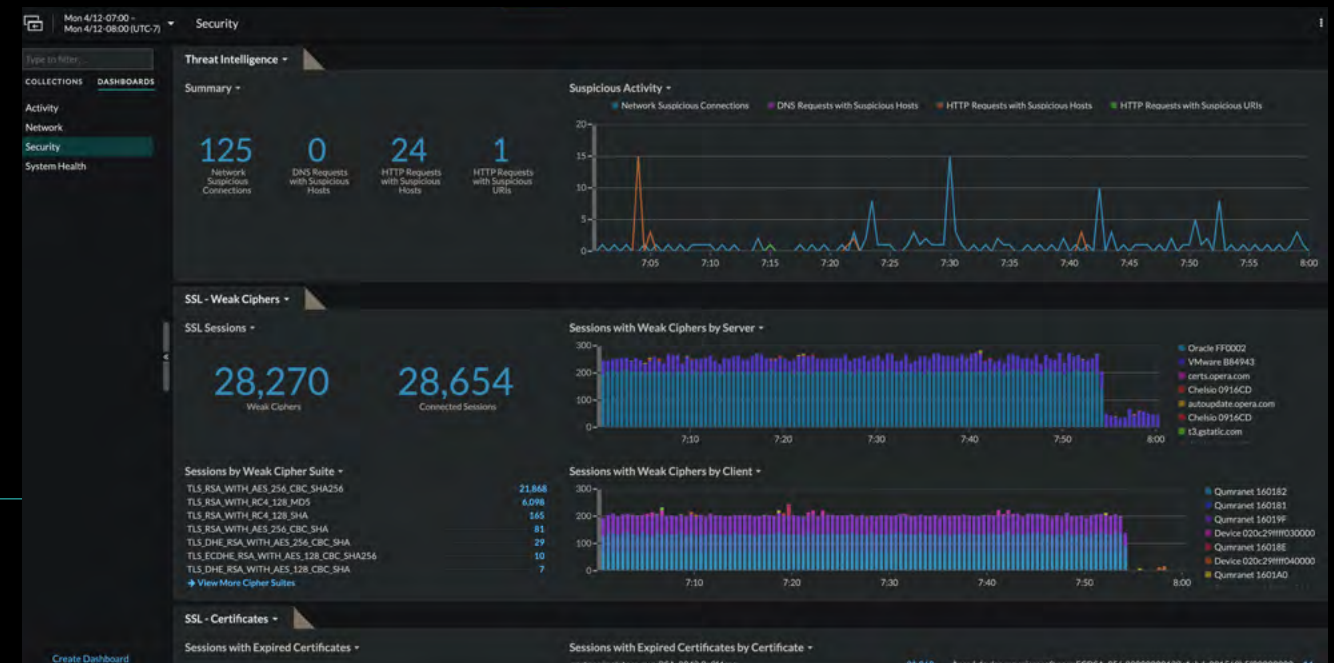 Mon 4/12-07:00 -
Mon 4/12-08:00 (UTC-7)
Security
Type to filter...
COLLECTIONS DASHBOARDS
Activity
Network
Security
System Health
Create Dashboard
Threat Intelligence
Summary
125
Network
Suspicious
Connections
0
DNS Requests
with Suspicious
Hosts
24
HTTP Requests
with Suspicious
Hosts
1
HTTP Requests
with Suspicious
URIs
Suspicious Activity
Network Suspicious Connections DNS Requests with Suspicious Hosts HTTP Requests with Suspicious Hosts HTTP Requests with Suspicious URIs
20
15
10
5
0
7:05 7:10 7:15 7:20 7:25 7:30 7:35 7:40 7:45 7:50 7:55 8:00
SSL - Weak Ciphers
SSL Sessions
28,270
Weak Ciphers
28,654
Connected Sessions
Sessions with Weak Ciphers by Server
300
200
100
0
7:10 7:20 7:30 7:40 7:50 8:00
Oracle FF0002
VMware B84943
certs.opera.com
Chelsio 0916CD
autoupdate.opera.com
Chelsio 0916CD
t3.gstatic.com
Sessions by Weak Cipher Suite
TLS_RSA_WITH_AES_256_CBC_SHA256 21,868
TLS_RSA_WITH_RC4_128_MD5 6,098
TLS_RSA_WITH_RC4_128_SHA 165
TLS_RSA_WITH_AES_256_CBC_SHA 81
TLS_DHE_RSA_WITH_AES_256_CBC_SHA 29
TLS_ECDHE_RSA_WITH_AES_128_CBC_SHA256 10
TLS_DHE_RSA_WITH_AES_128_CBC_SHA 7
View More Cipher Suites
Sessions with Weak Ciphers by Client
300
200
100
0
7:10 7:20 7:30 7:40 7:50 8:00
Qumranet 160182
Qumranet 160181
Qumranet 16019F
Device 020c29ffff030000
Qumranet 16018E
Device 020c29ffff040000
Qumranet 1601A0
SSL - Certificates
Sessions with Expired Certificates
Sessions with Expired Certificates by Certificate